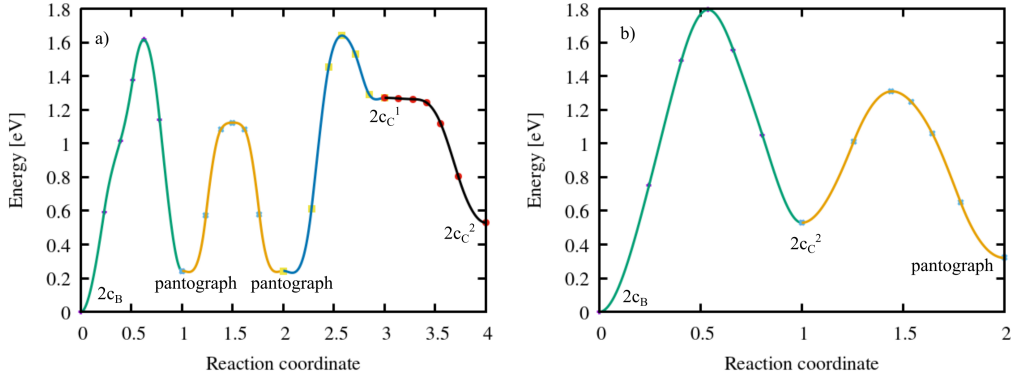 a)
Energy [eV]
1.8
1.6
1.4
1.2
1
0.8
0.6
0.4
0.2
0
2c_B
pantograph
pantograph
2c_C^1
2c_C^2
0 0.5 1 1.5 2 2.5 3 3.5 4
Reaction coordinate
b)
Energy [eV]
1.8
1.6
1.4
1.2
1
0.8
0.6
0.4
0.2
0
2c_B
2c_C^2
pantograph
0 0.5 1 1.5 2
Reaction coordinate